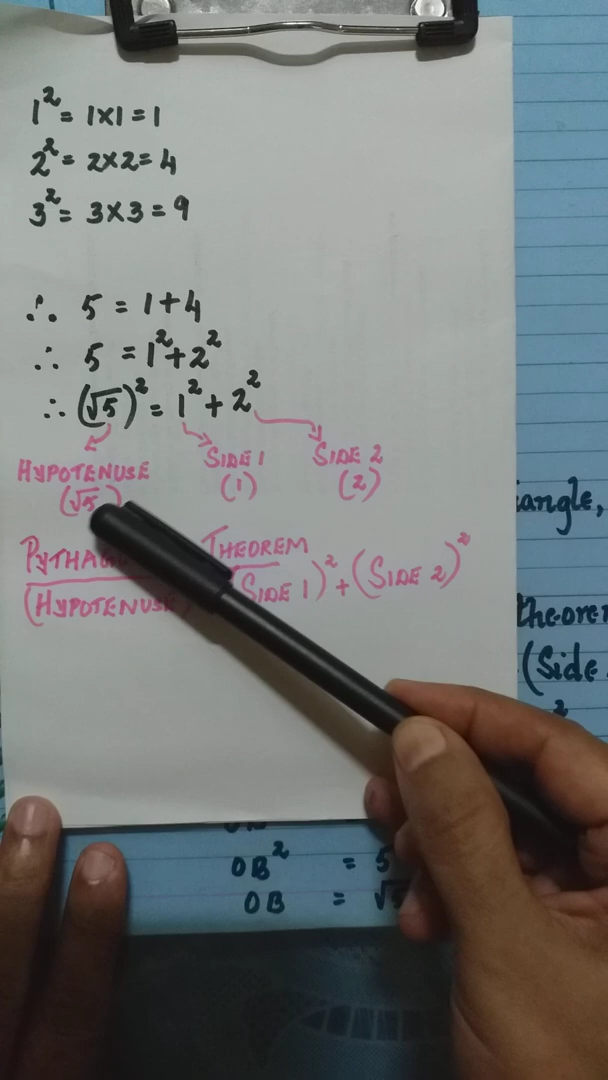 1² = 1×1 = 1
2² = 2×2 = 4
3² = 3×3 = 9
∴ 5 = 1+4
∴ 5 = 1² + 2²
∴ (√5)² = 1² + 2²
HYPOTENUSE SIDE 1 SIDE 2
(√5) (1) (2)
THEOREM
(HYPOTENUSE SIDE 1)² + (SIDE 2)²
theorem
(Side
OB² = 5
OB = √5